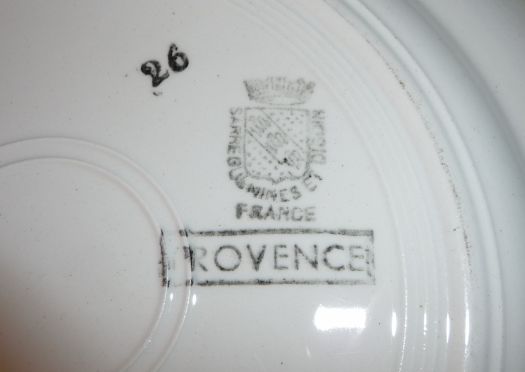 26
SARREGUEMINES
FRANCE
PROVENCE